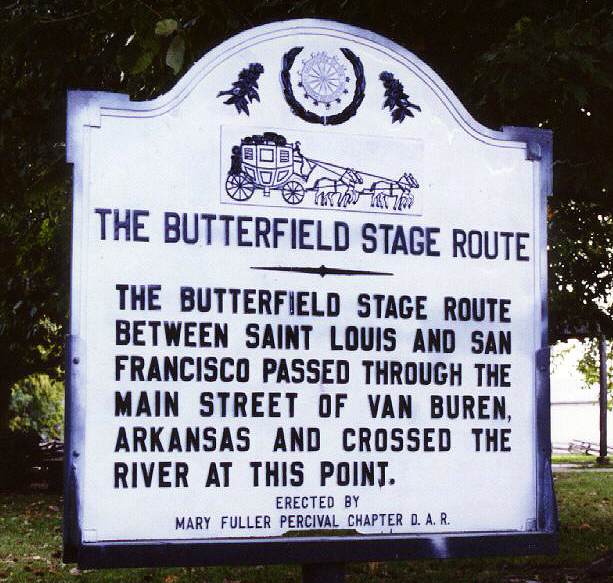 THE BUTTERFIELD STAGE ROUTE
THE BUTTERFIELD STAGE ROUTE
BETWEEN SAINT LOUIS AND SAN
FRANCISCO PASSED THROUGH THE
MAIN STREET OF VAN BUREN,
ARKANSAS AND CROSSED THE
RIVER AT THIS POINT.
ERECTED BY
MARY FULLER PERCIVAL CHAPTER D. A. R.